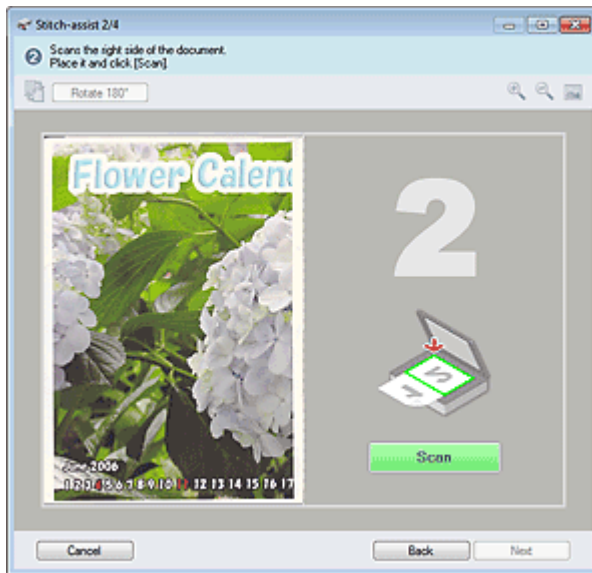 Stitch-assist 2/4
2 Scans the right side of the document.
Place it and click [Scan].
Rotate 180°
Flower Calen
2
June 2006
1 2 3 4 5 6 7 8 9 10 11 12 13 14 15 16 17
Scan
Cancel Back Next